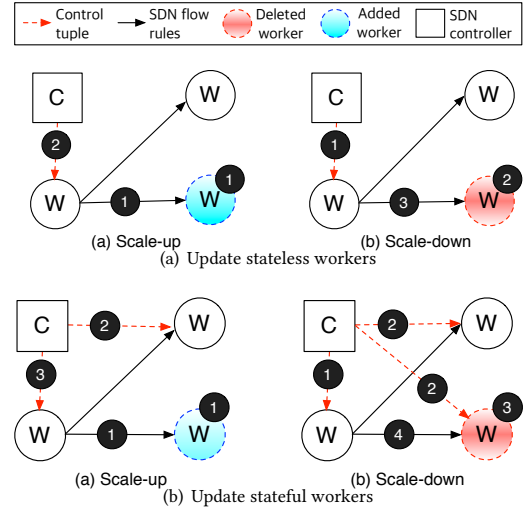 Control tuple
SDN flow rules
Deleted worker
Added worker
SDN controller
C
W
2
1
W
1
W
(a) Scale-up
C
W
1
2
W
3
W
(b) Scale-down
(a) Update stateless workers
C
2
W
3
1
W
1
W
(a) Scale-up
C
2
W
1
2
3
W
4
W
(b) Scale-down
(b) Update stateful workers